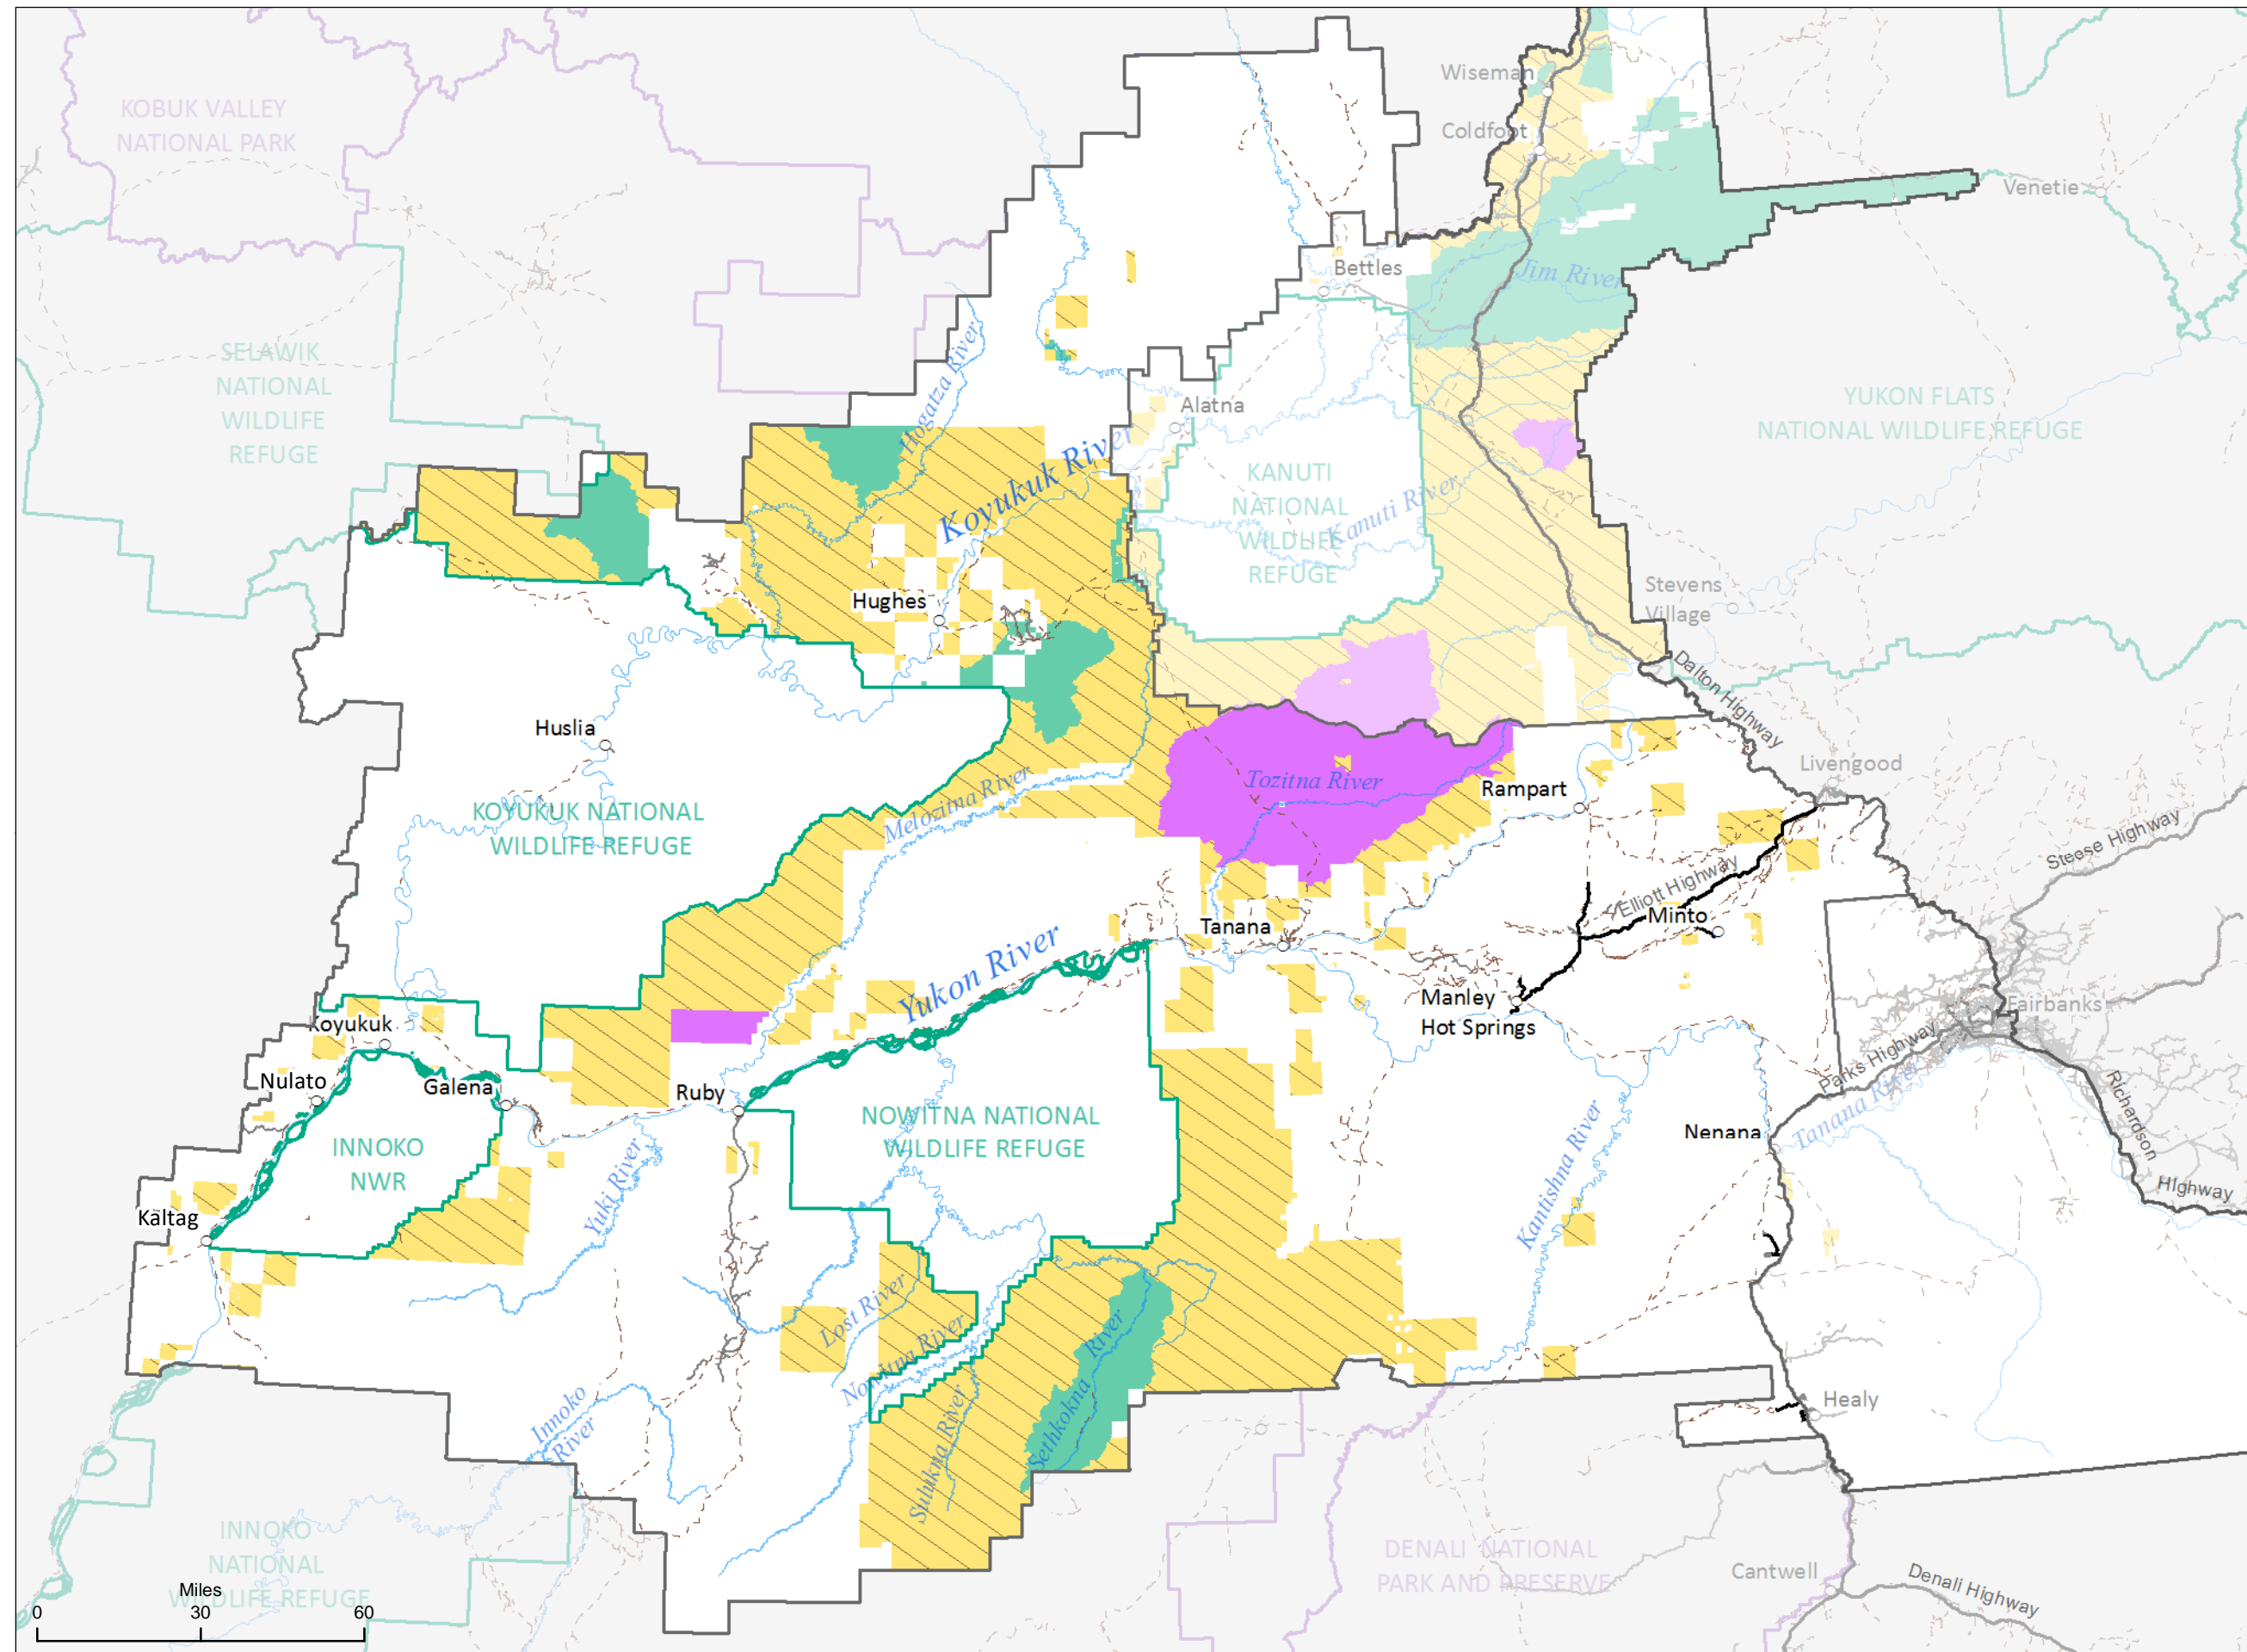 Wiseman
KOBUK VALLEY
NATIONAL PARK
Coldfoot
Venetie
Bettles
Jim River
SELAWIK
NATIONAL
WILDLIFE
REFUGE
Hogatza River
Alatna
YUKON FLATS
NATIONAL WILDLIFE REFUGE
Koyukuk River
KANUTI
NATIONAL
WILDLIFE
REFUGE
Kanuti River
Stevens
Village
Hughes
Dalton Highway
Huslia
Livengood
Tozitna River
Rampart
Melozitna River
KOYUKUK NATIONAL
WILDLIFE REFUGE
Steese Highway
Elliott Highway
Minto
Tanana
Yukon River
Manley
Hot Springs
Fairbanks
Koyukuk
Parks Highway
Nulato
Galena
Ruby
Tanana River
Richardson
HIghway
NOWITNA NATIONAL
WILDLIFE REFUGE
INNOKO
NWR
Nenana
Kantishna River
Yuki River
Kaltag
Lost River
Nowitna River
Sethkokna River
Sulukna River
Innoko
River
Healy
INNOKO
NATIONAL
WILDLIFE REFUGE
DENALI NATIONAL
PARK AND PRESERVE
Cantwell
Denali Highway
Miles
0 30 60